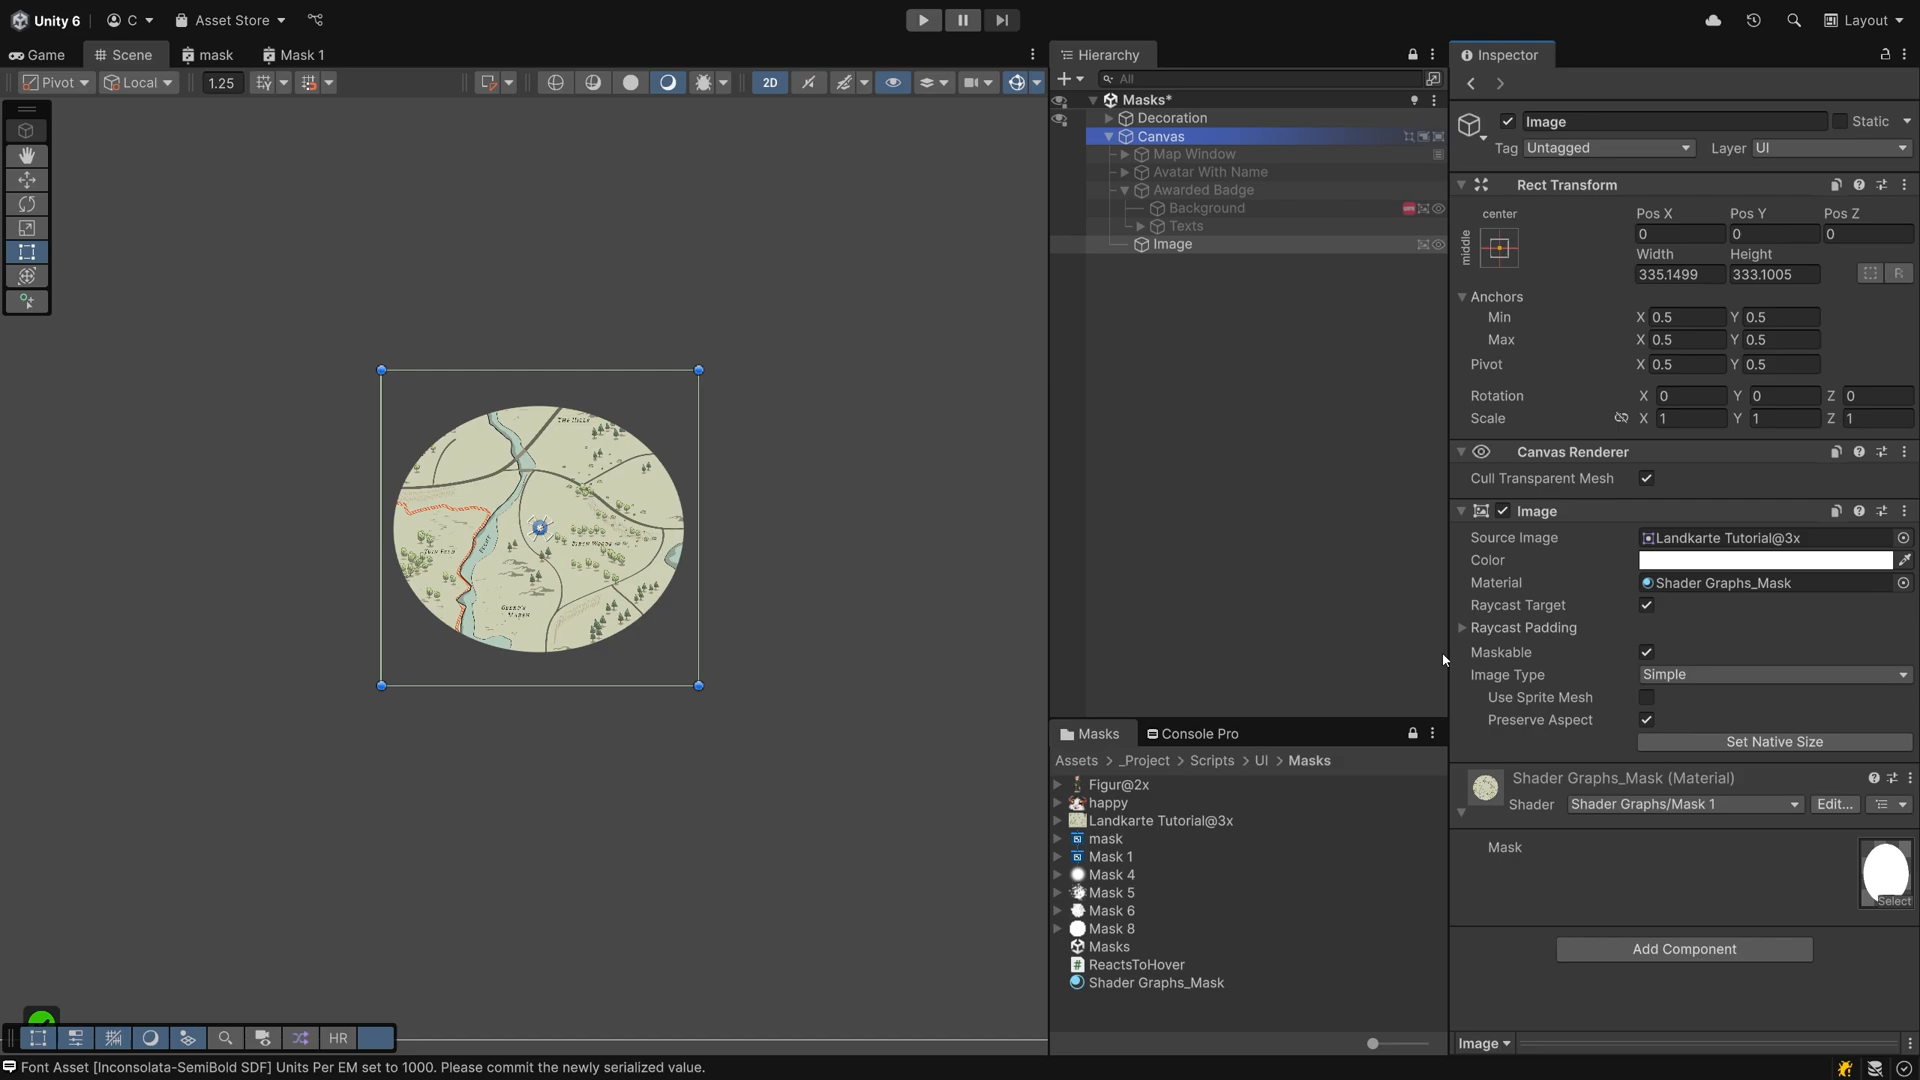 Unity 6
C
Asset Store
Layout
Game
Scene
mask
Mask 1
Hierarchy
Inspector
Pivot
Local
1.25
2D
All
Masks*
Decoration
Canvas
Map Window
Avatar With Name
Awarded Badge
Background
Texts
Image
Image
Static
Tag
Untagged
Layer
UI
Rect Transform
center
middle
Pos X
Pos Y
Pos Z
0
0
0
Width
Height
335.1499
333.1005
R
Anchors
Min
X 0.5
Y 0.5
Max
X 0.5
Y 0.5
Pivot
X 0.5
Y 0.5
Rotation
X 0
Y 0
Z 0
Scale
X 1
Y 1
Z 1
Canvas Renderer
Cull Transparent Mesh
Image
Source Image
Landkarte Tutorial@3x
Color
Material
Shader Graphs_Mask
Raycast Target
Raycast Padding
Maskable
Image Type
Simple
Use Sprite Mesh
Preserve Aspect
Set Native Size
Shader Graphs_Mask (Material)
Shader
Shader Graphs/Mask 1
Edit...
Mask
Select
Add Component
Image
THE HILLS
Masks
Console Pro
Assets > _Project > Scripts > UI > Masks
Figur@2x
happy
Landkarte Tutorial@3x
mask
Mask 1
Mask 4
Mask 5
Mask 6
Mask 8
Masks
ReactsToHover
Shader Graphs_Mask
HR
Font Asset [Inconsolata-SemiBold SDF] Units Per EM set to 1000. Please commit the newly serialized value.